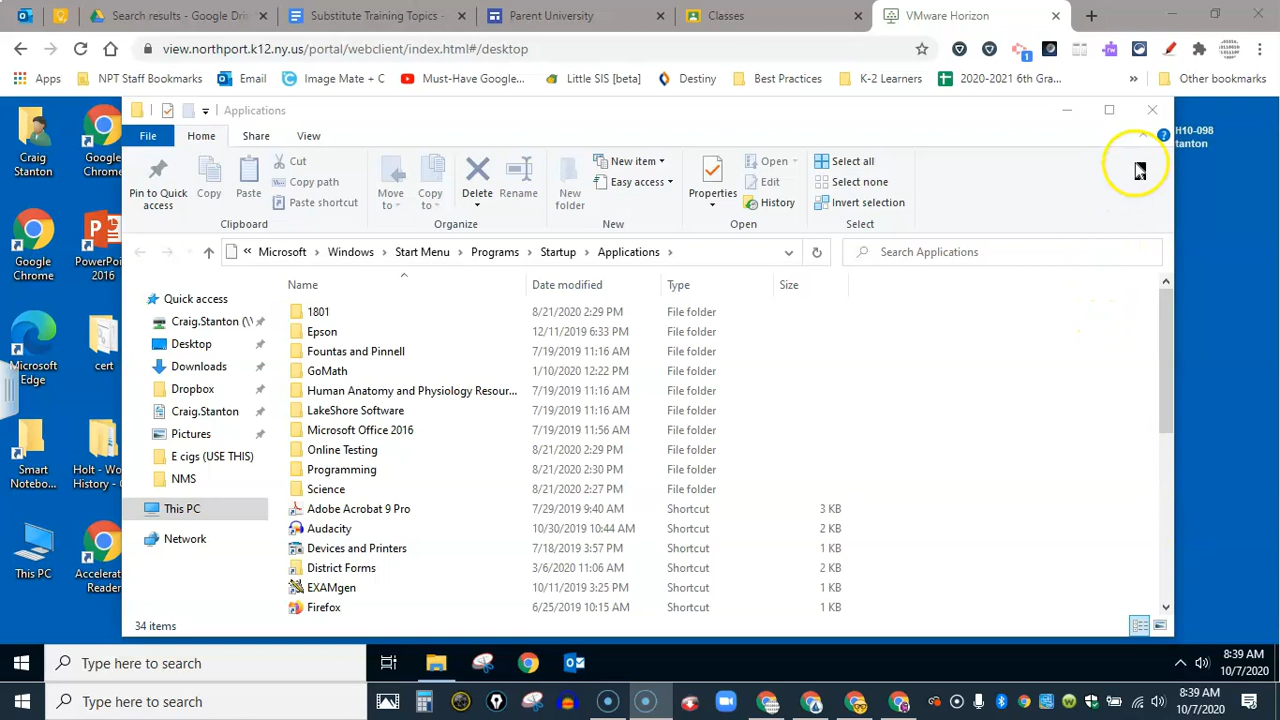 Search results - Google Dri
Substitute Training Topics -
Parent University
Classes
VMware Horizon
view.northport.k12.ny.us/portal/webclient/index.html#/desktop
1
Apps
NPT Staff Bookmarks
Email
Image Mate + C
Must-Have Google...
Little SIS [beta]
Destiny
Best Practices
K-2 Learners
2020-2021 6th Gra...
Other bookmarks
Applications
H10-098
tanton
File
Home
Share
View
Pin to Quick access
Copy
Paste
Cut
Copy path
Paste shortcut
Clipboard
Move to
Copy to
Delete
Rename
Organize
New folder
New item
Easy access
New
Properties
Open
Edit
History
Open
Select all
Select none
Invert selection
Select
« Microsoft > Windows > Start Menu > Programs > Startup > Applications >
Search Applications
Name Date modified Type Size
Quick access
Craig.Stanton (\\
Desktop
Downloads
Dropbox
Craig.Stanton
Pictures
E cigs (USE THIS)
NMS
This PC
Network
1801 8/21/2020 2:29 PM File folder
Epson 12/11/2019 6:33 PM File folder
Fountas and Pinnell 7/19/2019 11:16 AM File folder
GoMath 1/10/2020 12:22 PM File folder
Human Anatomy and Physiology Resour... 7/19/2019 11:16 AM File folder
LakeShore Software 7/19/2019 11:16 AM File folder
Microsoft Office 2016 7/19/2019 11:56 AM File folder
Online Testing 8/21/2020 2:29 PM File folder
Programming 8/21/2020 2:30 PM File folder
Science 8/21/2020 2:27 PM File folder
Adobe Acrobat 9 Pro 7/29/2019 9:40 AM Shortcut 3 KB
Audacity 10/30/2019 10:44 AM Shortcut 2 KB
Devices and Printers 7/18/2019 3:57 PM Shortcut 1 KB
District Forms 3/6/2020 11:06 AM Shortcut 2 KB
EXAMgen 10/11/2019 3:25 PM Shortcut 1 KB
Firefox 6/25/2019 10:15 AM Shortcut 1 KB
34 items
Craig Stanton
Google Chrome
Google Chrome
PowerPoi 2016
Microsoft Edge
cert
Smart Notebo...
Holt - Wo History - G
This PC
Accelerat Reader
Type here to search
8:39 AM
10/7/2020
Type here to search
8:39 AM
10/7/2020